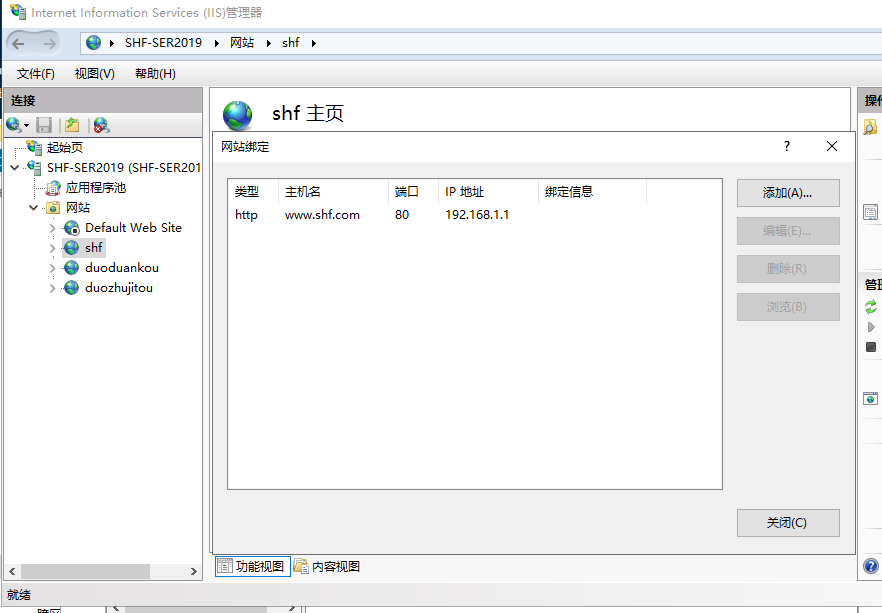 Internet Information Services (IIS)管理器
SHF-SER2019 网站 shf
文件(F) 视图(V) 帮助(H)
连接
起始页
SHF-SER2019 (SHF-SER201
应用程序池
网站
Default Web Site
shf
duoduankou
duozhujitou
shf 主页
网站绑定
?
类型 主机名 端口 IP 地址 绑定信息
http www.shf.com 80 192.168.1.1
添加(A)...
编辑(E)...
删除(R)
浏览(B)
关闭(C)
功能视图 内容视图
操作
管理
就绪